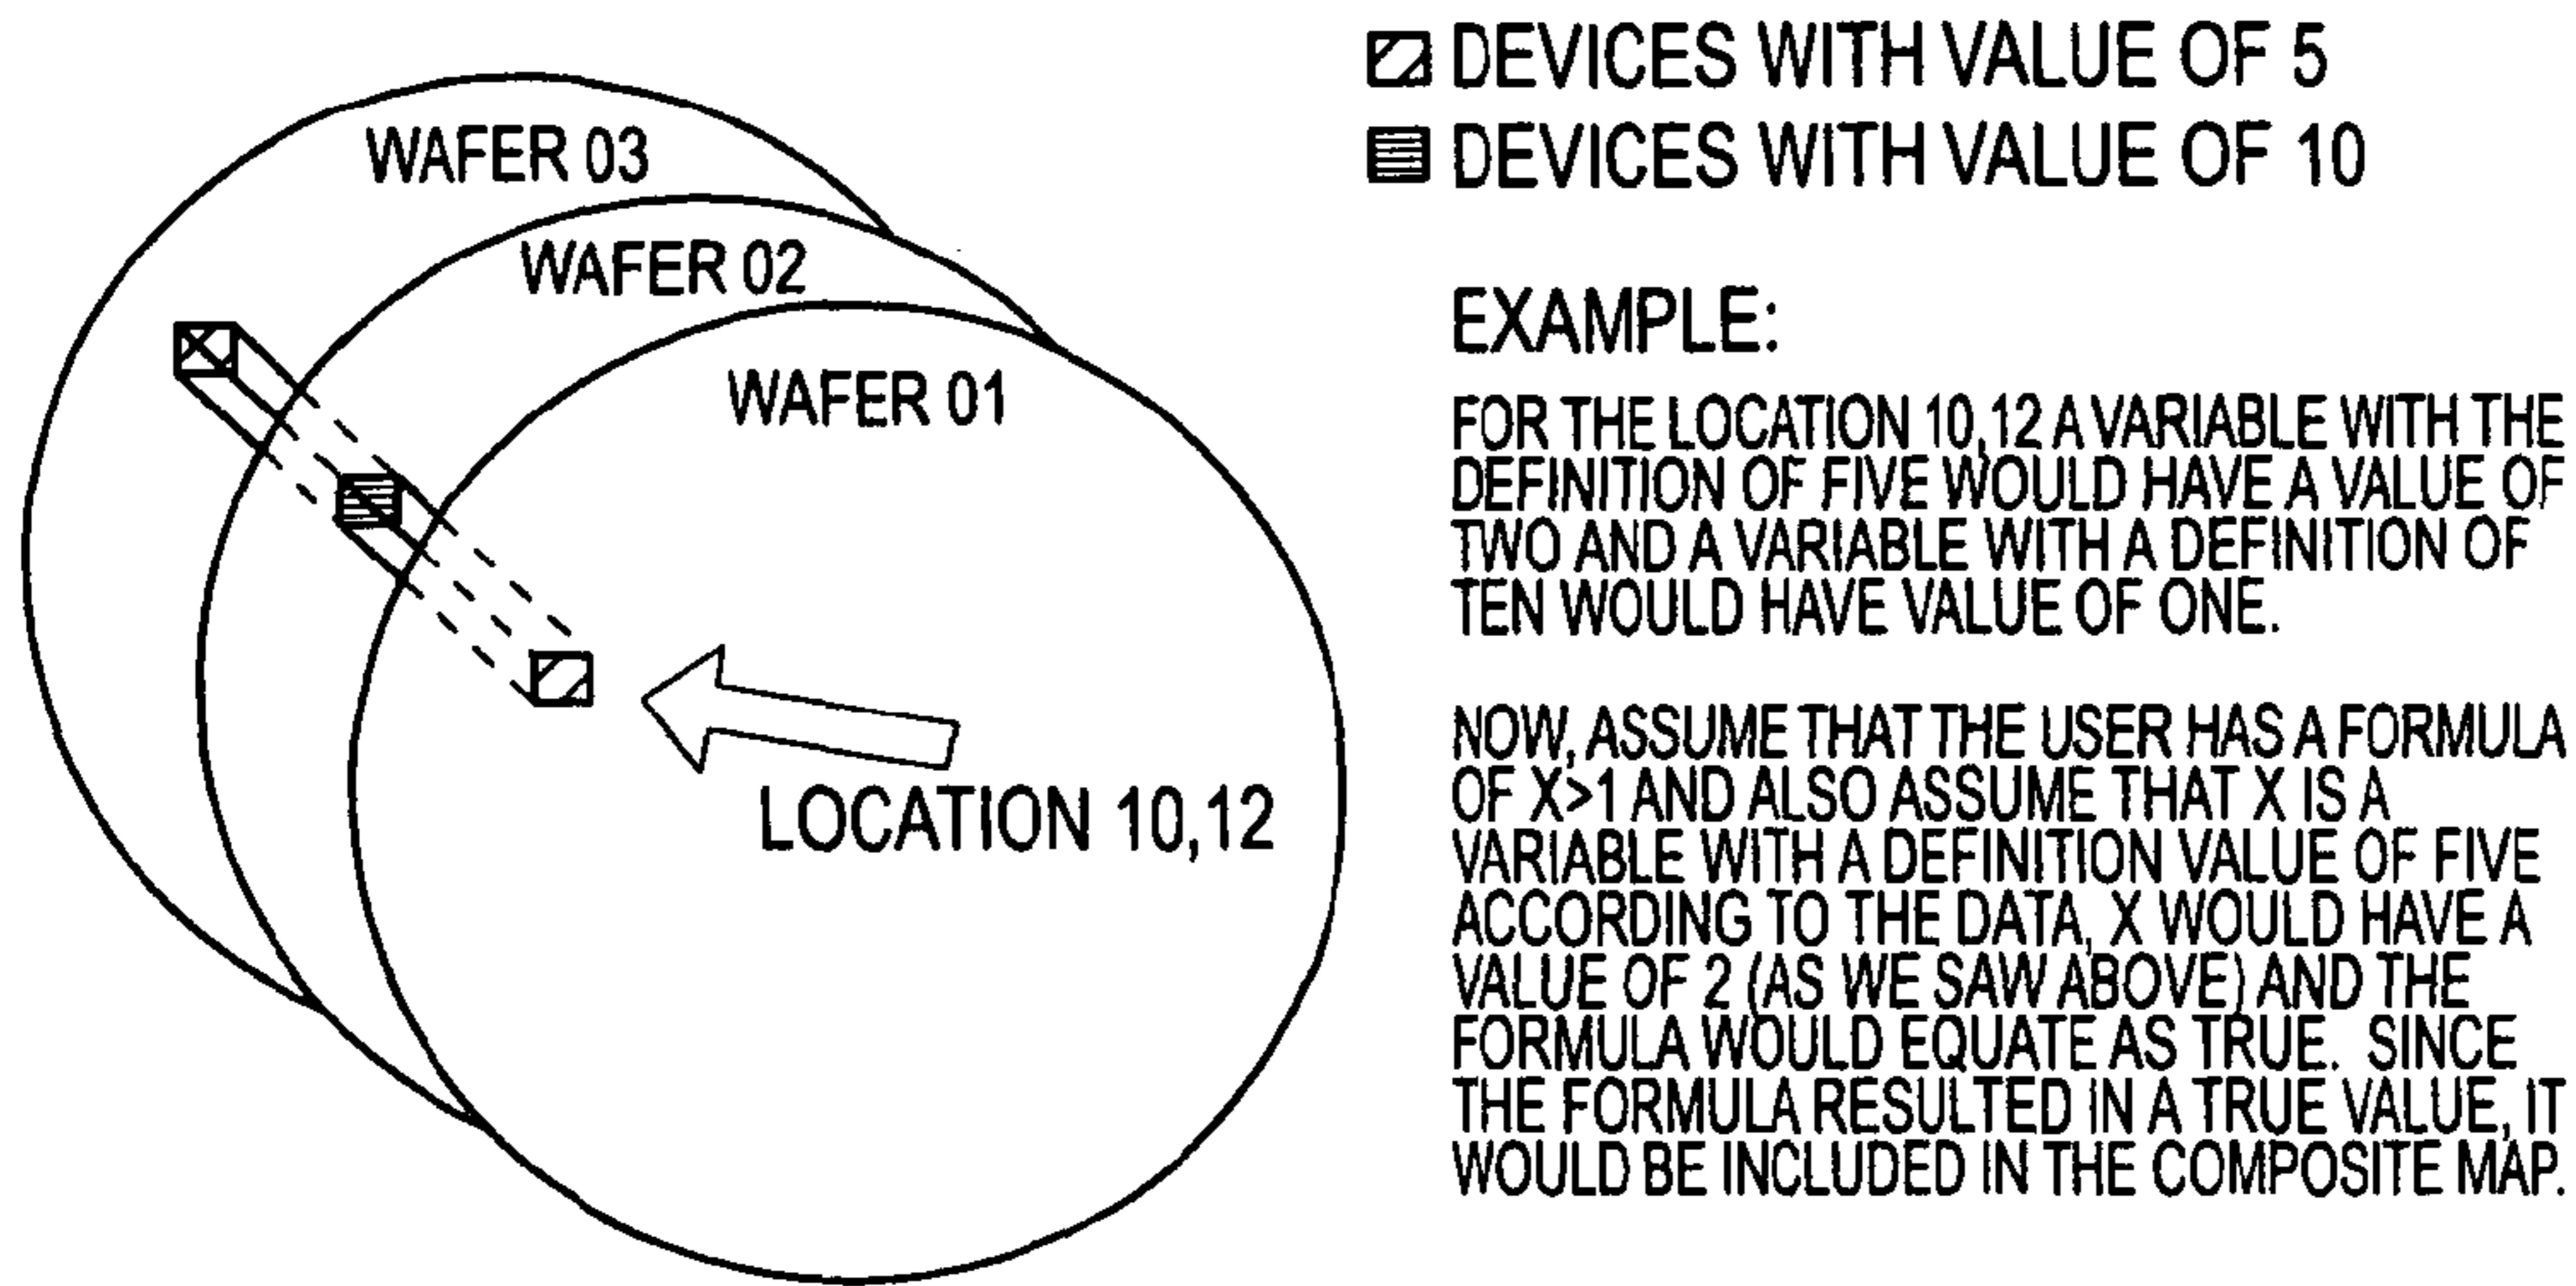 WAFER 03
WAFER 02
WAFER 01
LOCATION 10,12
DEVICES WITH VALUE OF 5
DEVICES WITH VALUE OF 10
EXAMPLE:
FOR THE LOCATION 10,12 A VARIABLE WITH THE
DEFINITION OF FIVE WOULD HAVE A VALUE OF
TWO AND A VARIABLE WITH A DEFINITION OF
TEN WOULD HAVE VALUE OF ONE.
NOW, ASSUME THAT THE USER HAS A FORMULA
OF X>1 AND ALSO ASSUME THAT X IS A
VARIABLE WITH A DEFINITION VALUE OF FIVE
ACCORDING TO THE DATA, X WOULD HAVE A
VALUE OF 2 (AS WE SAW ABOVE) AND THE
FORMULA WOULD EQUATE AS TRUE. SINCE
THE FORMULA RESULTED IN A TRUE VALUE, IT
WOULD BE INCLUDED IN THE COMPOSITE MAP.